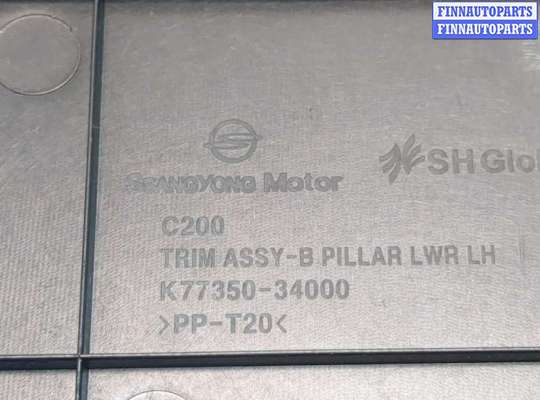 FINNAUTOPARTS
FINNAUTOPARTS
SSANGYONG Motor
SH Glo
C200
TRIM ASSY-B PILLAR LWR LH
K77350-34000
>PP-T20<